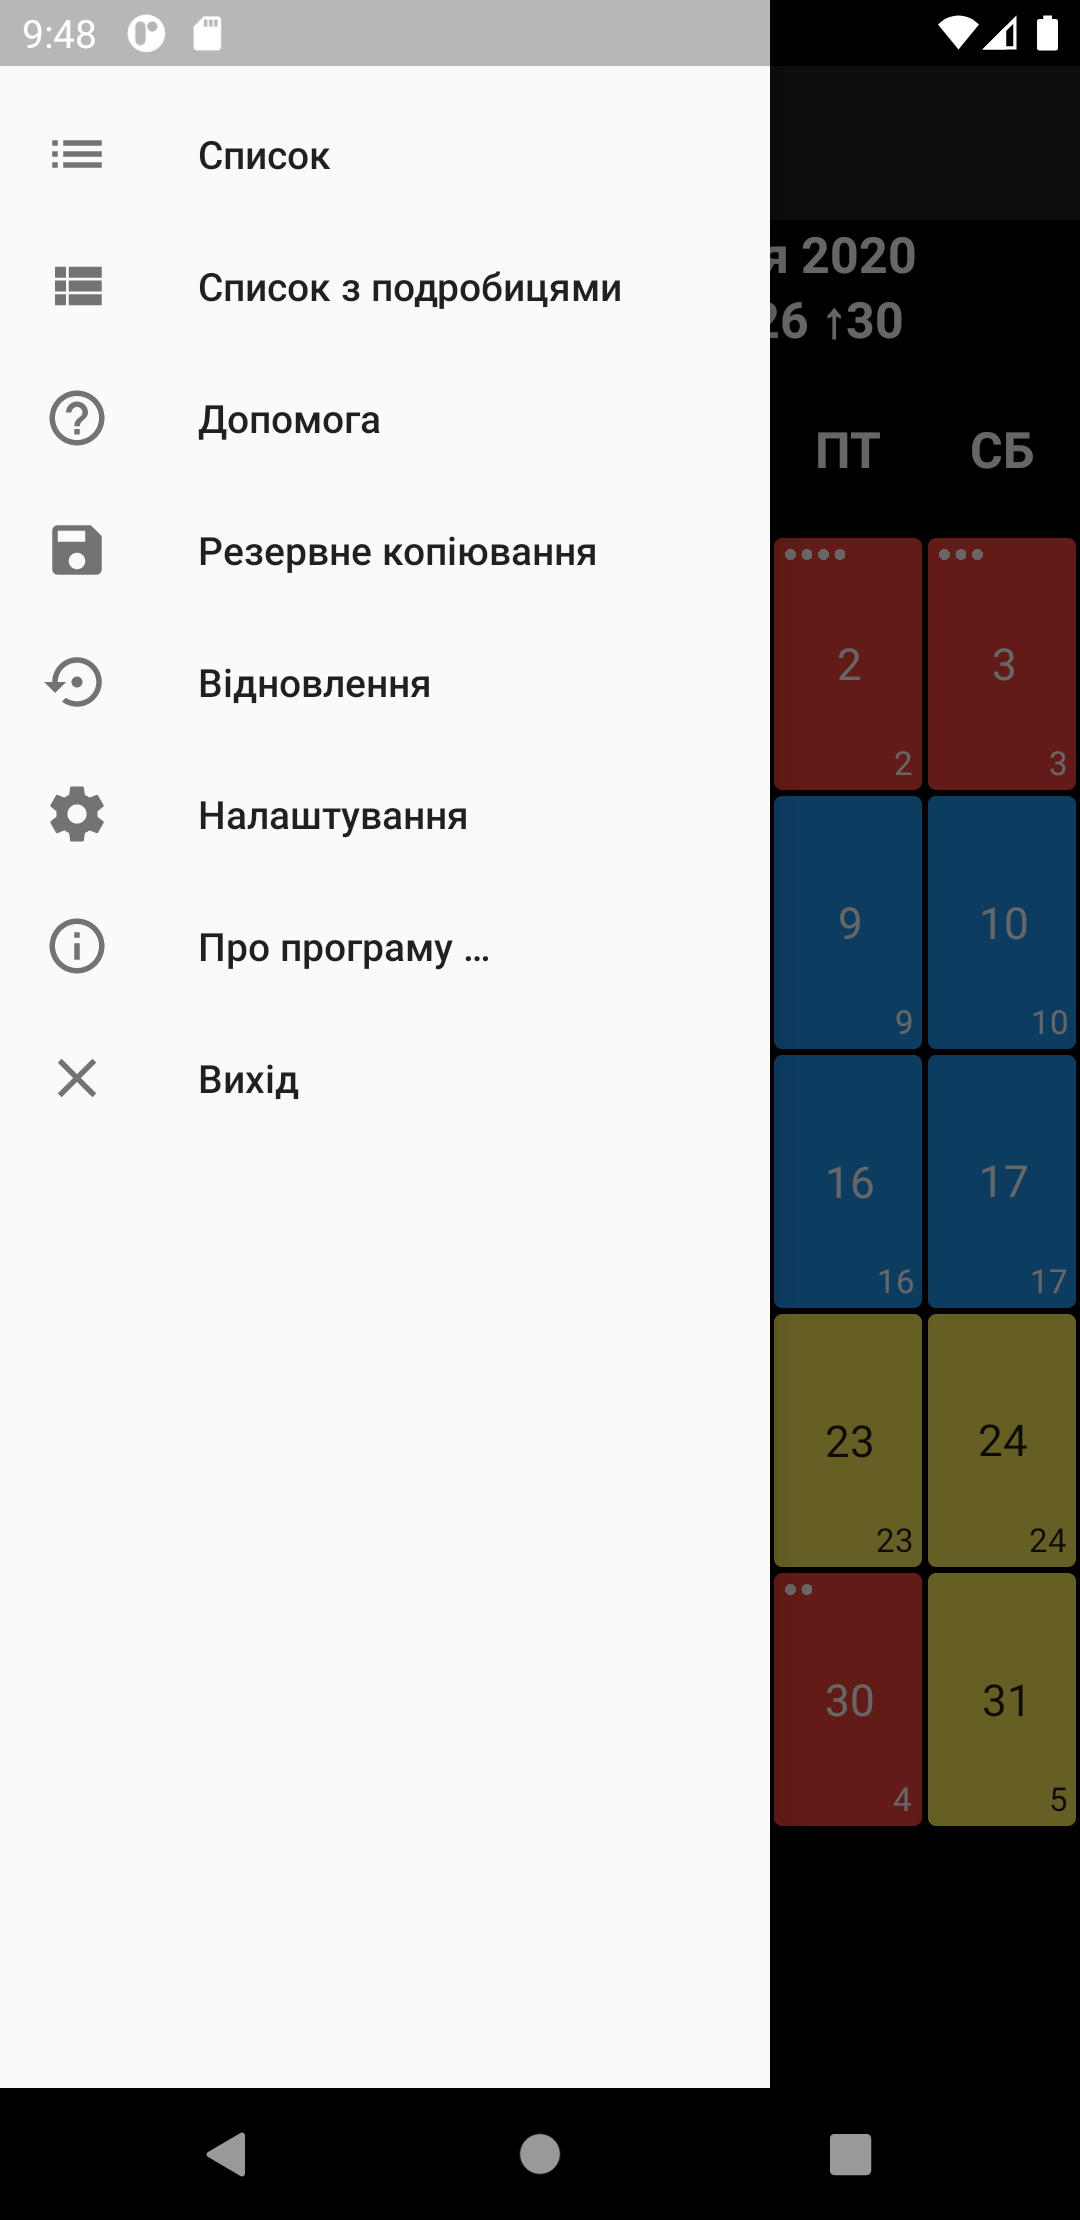 9:48
Список
Список з подробицями
Допомога
Резервне копіювання
Відновлення
Налаштування
Про програму ...
Вихід
2020
26 ↑30
ПТ СБ
2 3
2 3
9 10
9 10
16 17
16 17
23 24
23 24
30 31
4 5